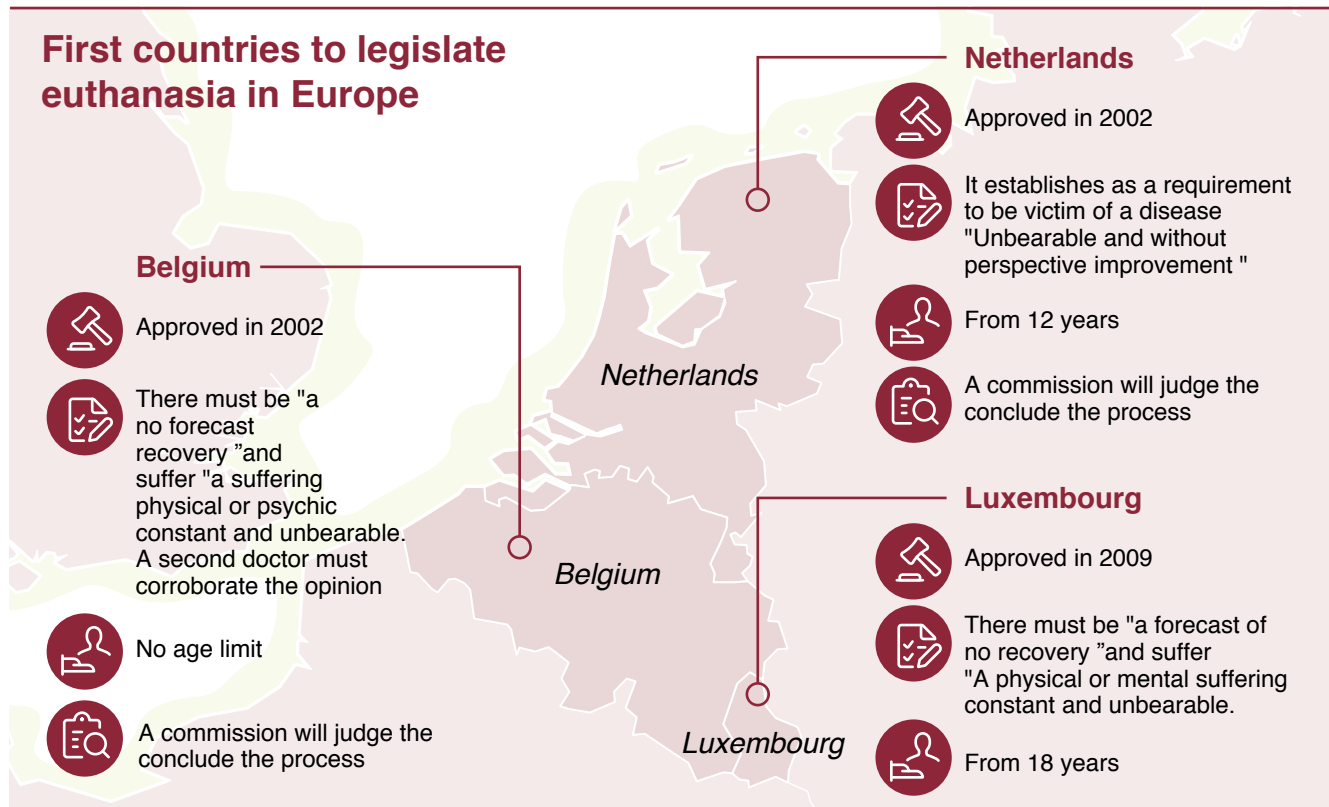 First countries to legislate
euthanasia in Europe
Belgium
Approved in 2002
There must be "a
no forecast
recovery ”and
suffer "a suffering
physical or psychic
constant and unbearable.
A second doctor must
corroborate the opinion
No age limit
A commission will judge the
conclude the process
Netherlands
Approved in 2002
It establishes as a requirement
to be victim of a disease
"Unbearable and without
perspective improvement "
From 12 years
A commission will judge the
conclude the process
Luxembourg
Approved in 2009
There must be "a forecast of
no recovery ”and suffer
"A physical or mental suffering
constant and unbearable.
From 18 years
Netherlands
Belgium
Luxembourg